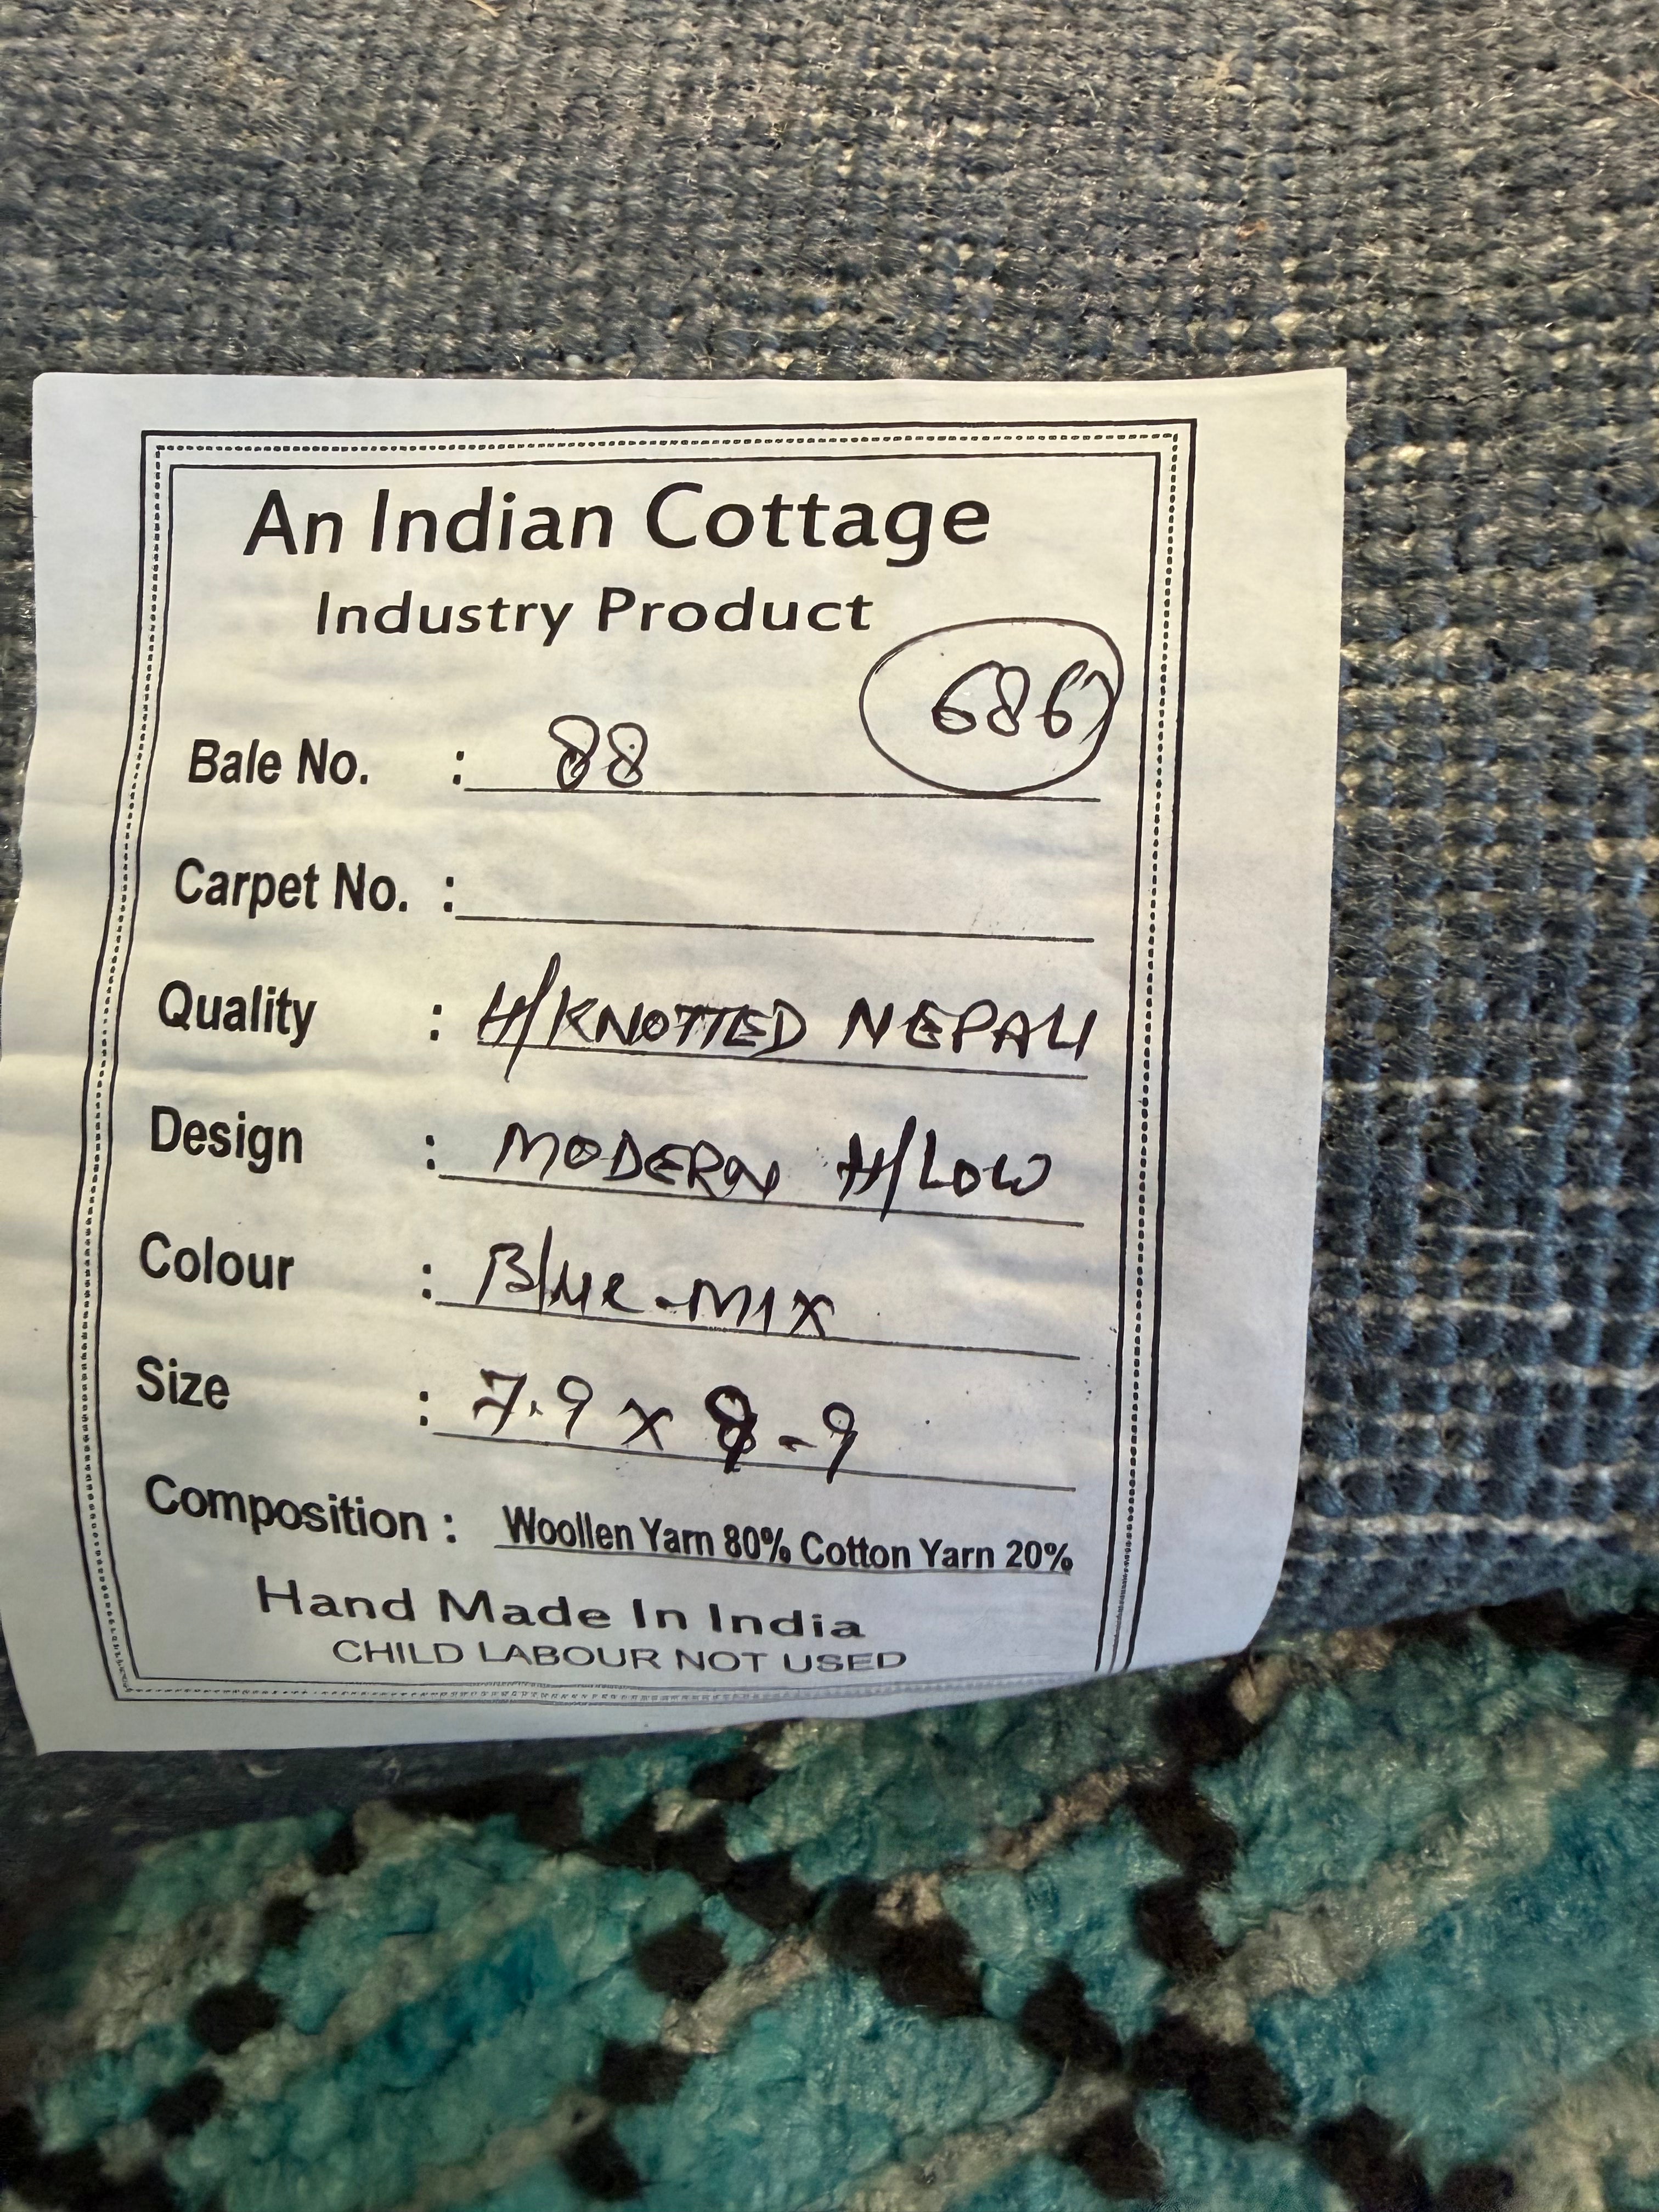 An Indian Cottage
Industry Product
686
Bale No. : 88
Carpet No. :
Quality : H/KNOTTED NEPALI
Design : MODERN H/LOW
Colour : Blue-mix
Size : 7.9 x 9-9
Composition : Woollen Yarn 80% Cotton Yarn 20%
Hand Made In India
CHILD LABOUR NOT USED